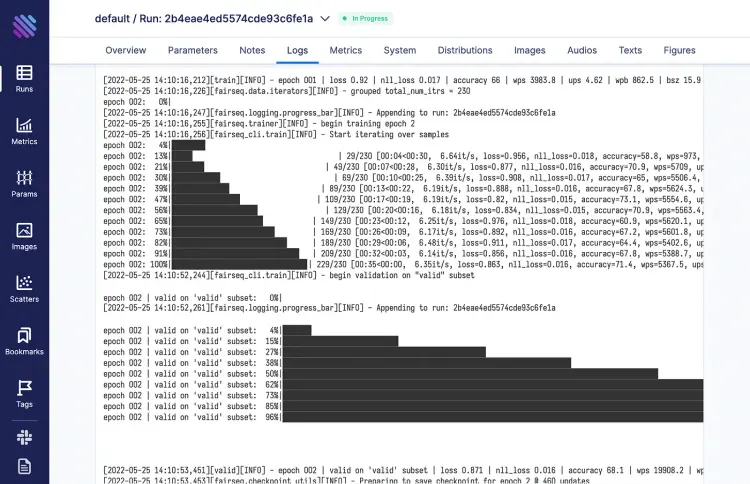 default / Run: 2b4eae4ed5574cde93c6fe1a
In Progress
Overview Parameters Notes Logs Metrics System Distributions Images Audios Texts Figures
Runs
Metrics
Params
Images
Scatters
Bookmarks
Tags
[2022-05-25 14:10:16,212][train][INFO] - epoch 001 | loss 0.92 | nll_loss 0.017 | accuracy 66 | wps 3983.8 | ups 4.62 | wpb 862.5 | bsz 15.9
[2022-05-25 14:10:16,226][fairseq.data.iterators][INFO] - grouped total_num_itrs = 230
epoch 002: 0%|
[2022-05-25 14:10:16,247][fairseq.logging.progress_bar][INFO] - Appending to run: 2b4eae4ed5574cde93c6fe1a
[2022-05-25 14:10:16,255][fairseq.trainer][INFO] - begin training epoch 2
[2022-05-25 14:10:16,256][fairseq_cli.train][INFO] - Start iterating over samples
epoch 002: 4%|
epoch 002: 13%| | 29/230 [00:04<00:30, 6.64it/s, loss=0.956, nll_loss=0.018, accuracy=58.8, wps=973,
epoch 002: 21%| | 49/230 [00:07<00:28, 6.30it/s, loss=0.877, nll_loss=0.016, accuracy=70.9, wps=5709, up
epoch 002: 30%| | 69/230 [00:10<00:25, 6.39it/s, loss=0.908, nll_loss=0.017, accuracy=65, wps=5506.4,
epoch 002: 39%| | 89/230 [00:13<00:22, 6.19it/s, loss=0.888, nll_loss=0.016, accuracy=67.8, wps=5624.3, u
epoch 002: 47%| | 109/230 [00:17<00:19, 6.19it/s, loss=0.82, nll_loss=0.015, accuracy=73.1, wps=5554.6, up
epoch 002: 56%| | 129/230 [00:20<00:16, 6.18it/s, loss=0.834, nll_loss=0.015, accuracy=70.9, wps=5563.4,
epoch 002: 65%| | 149/230 [00:23<00:12, 6.25it/s, loss=0.976, nll_loss=0.018, accuracy=60.9, wps=5620.1, u
epoch 002: 73%| | 169/230 [00:26<00:09, 6.17it/s, loss=0.892, nll_loss=0.016, accuracy=67.2, wps=5601.8, u
epoch 002: 82%| | 189/230 [00:29<00:06, 6.48it/s, loss=0.911, nll_loss=0.017, accuracy=64.4, wps=5402.6, u
epoch 002: 91%| | 209/230 [00:32<00:03, 6.14it/s, loss=0.856, nll_loss=0.016, accuracy=67.8, wps=5388.7, u
epoch 002: 100%| | 229/230 [00:35<00:00, 6.35it/s, loss=0.863, nll_loss=0.016, accuracy=71.4, wps=5367.5, up
[2022-05-25 14:10:52,244][fairseq_cli.train][INFO] - begin validation on "valid" subset
epoch 002 | valid on 'valid' subset: 0%|
[2022-05-25 14:10:52,261][fairseq.logging.progress_bar][INFO] - Appending to run: 2b4eae4ed5574cde93c6fe1a
epoch 002 | valid on 'valid' subset: 4%|
epoch 002 | valid on 'valid' subset: 15%|
epoch 002 | valid on 'valid' subset: 27%|
epoch 002 | valid on 'valid' subset: 38%|
epoch 002 | valid on 'valid' subset: 50%|
epoch 002 | valid on 'valid' subset: 62%|
epoch 002 | valid on 'valid' subset: 73%|
epoch 002 | valid on 'valid' subset: 85%|
epoch 002 | valid on 'valid' subset: 96%|
[2022-05-25 14:10:53,451][valid][INFO] - epoch 002 | valid on 'valid' subset | loss 0.871 | nll_loss 0.016 | accuracy 68.1 | wps 19908.2 | wp
[2022-05-25 14:10:53,453][fairseq.checkpoint_utils][INFO] - Preparing to save checkpoint for epoch 2 @ 460 updates